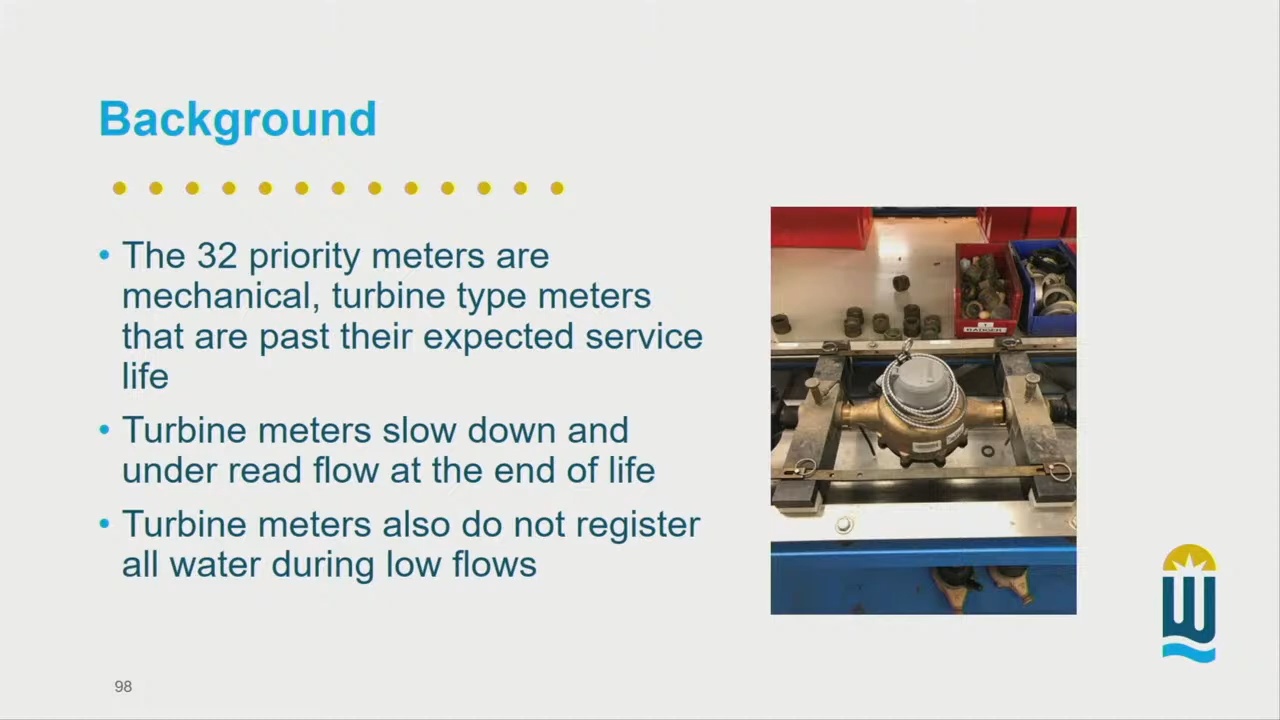 Background
• The 32 priority meters are
mechanical, turbine type meters
that are past their expected service
life
• Turbine meters slow down and
under read flow at the end of life
• Turbine meters also do not register
all water during low flows
BADGER
98